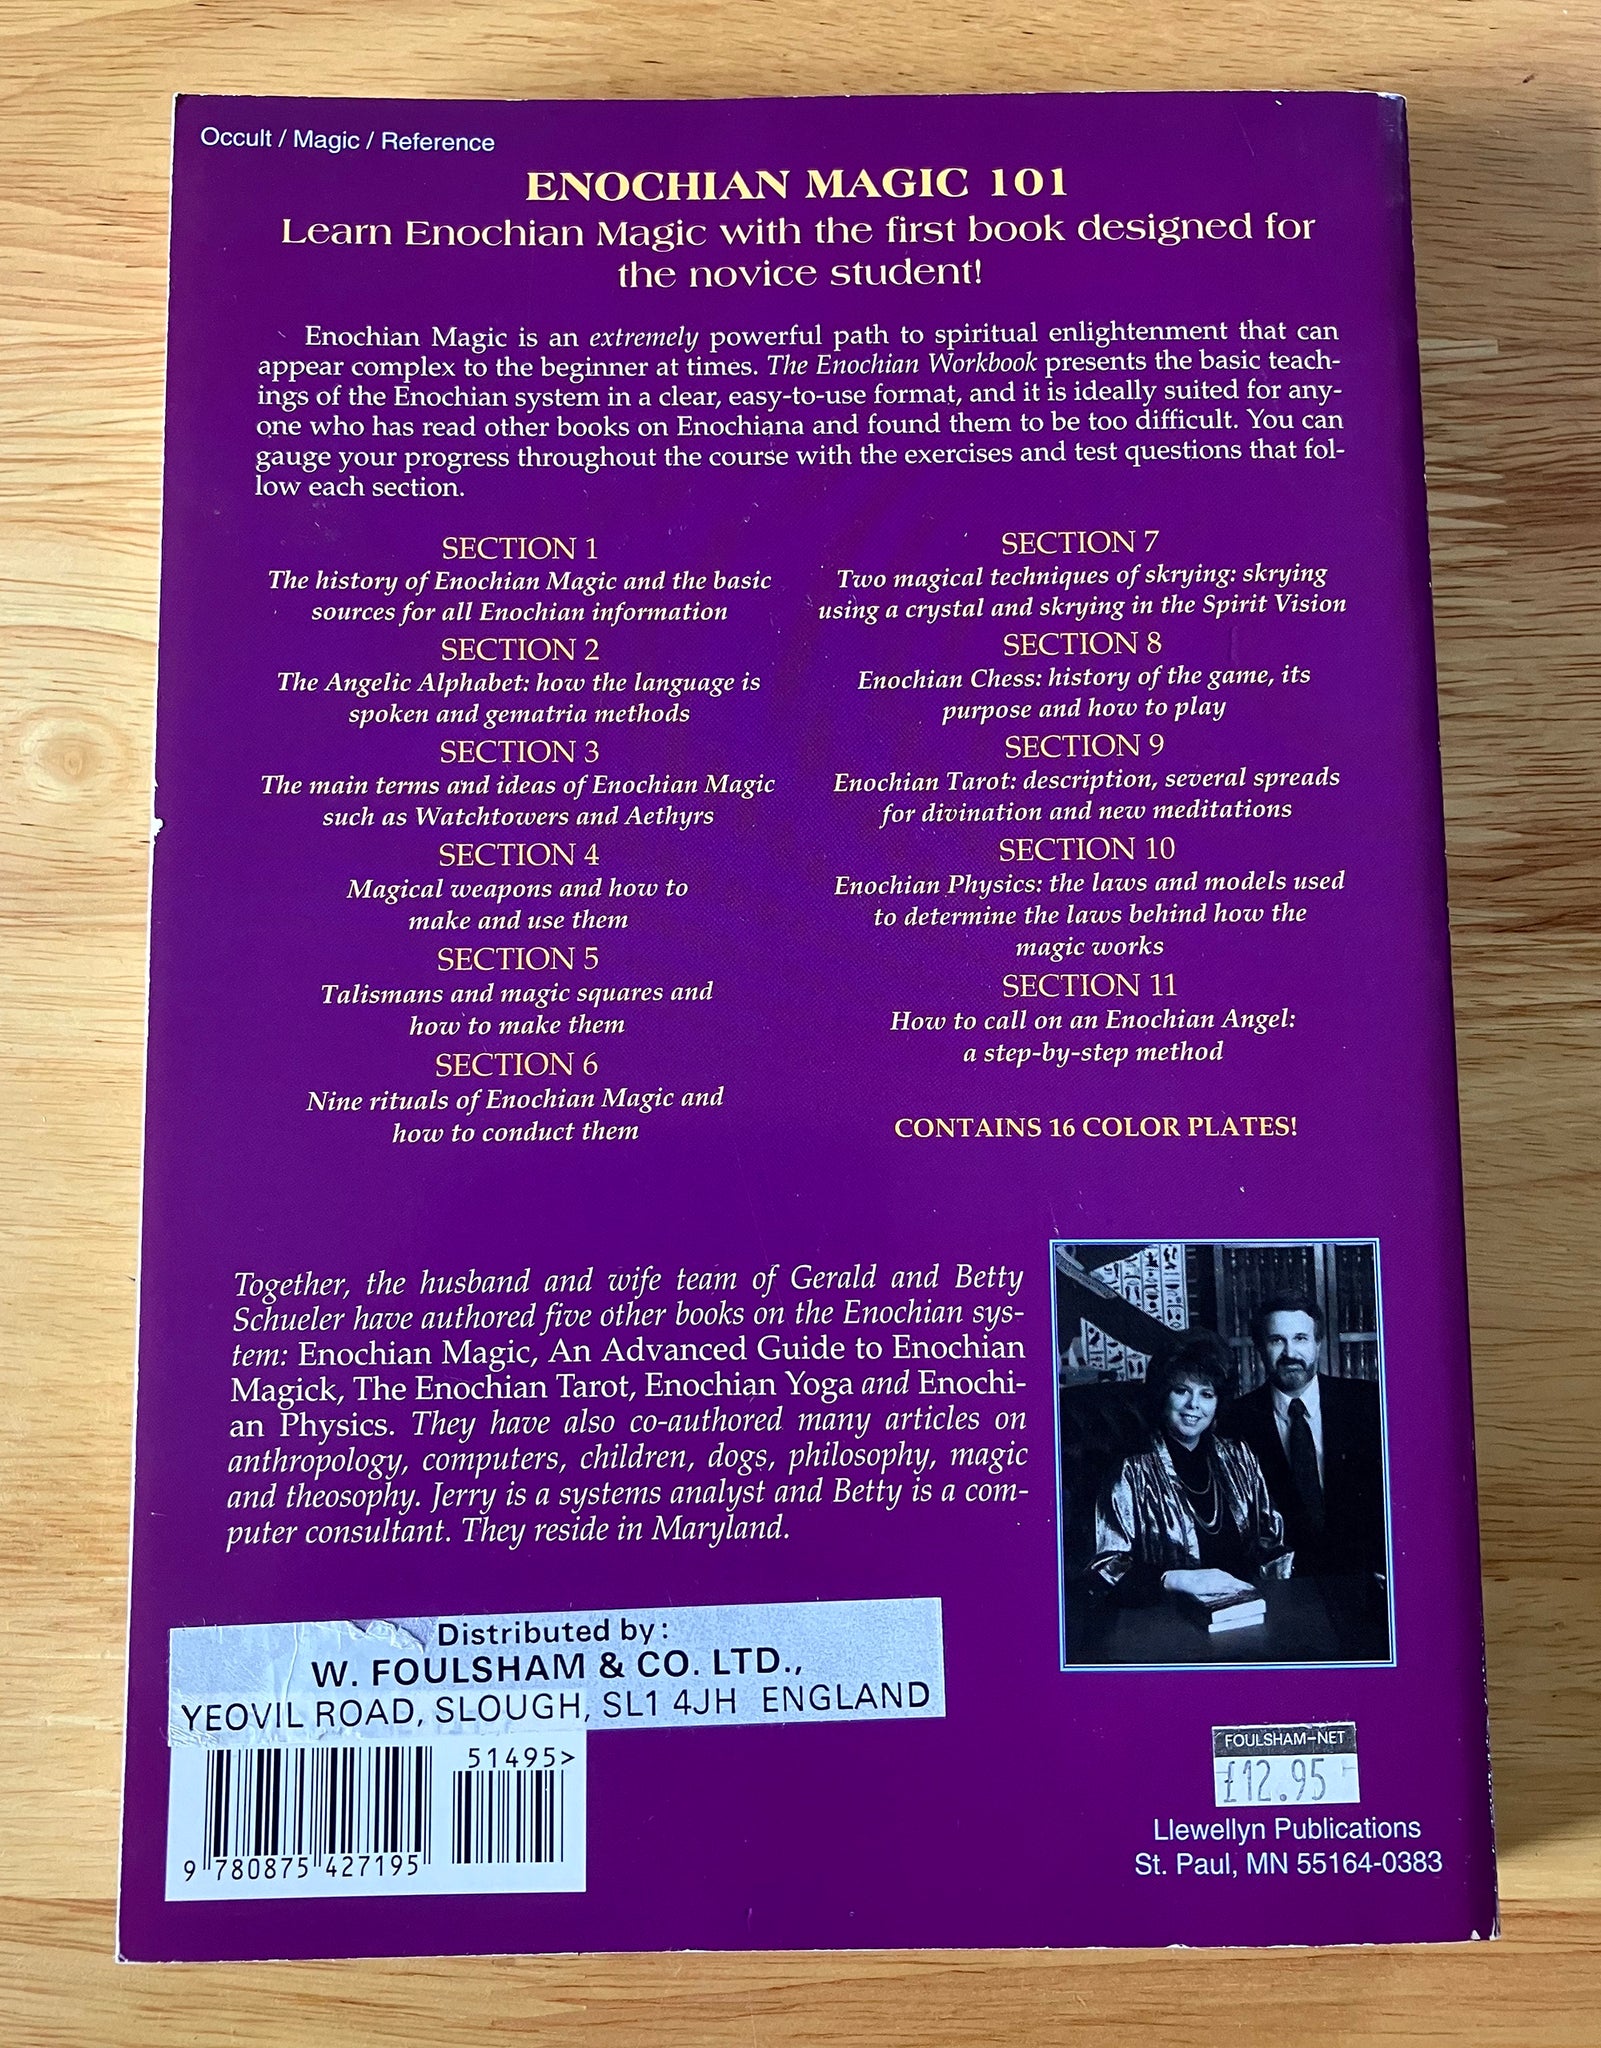 Occult / Magic / Reference
ENOCHIAN MAGIC 101
Learn Enochian Magic with the first book designed for
the novice student!
Enochian Magic is an extremely powerful path to spiritual enlightenment that can
appear complex to the beginner at times. The Enochian Workbook presents the basic teach-
ings of the Enochian system in a clear, easy-to-use format, and it is ideally suited for any-
one who has read other books on Enochiana and found them to be too difficult. You can
gauge your progress throughout the course with the exercises and test questions that fol-
low each section.
SECTION 1
The history of Enochian Magic and the basic
sources for all Enochian information
SECTION 2
The Angelic Alphabet: how the language is
spoken and gematria methods
SECTION 3
The main terms and ideas of Enochian Magic
such as Watchtowers and Aethyrs
SECTION 4
Magical weapons and how to
make and use them
SECTION 5
Talismans and magic squares and
how to make them
SECTION 6
Nine rituals of Enochian Magic and
how to conduct them
SECTION 7
Two magical techniques of skrying: skrying
using a crystal and skrying in the Spirit Vision
SECTION 8
Enochian Chess: history of the game, its
purpose and how to play
SECTION 9
Enochian Tarot: description, several spreads
for divination and new meditations
SECTION 10
Enochian Physics: the laws and models used
to determine the laws behind how the
magic works
SECTION 11
How to call on an Enochian Angel:
a step-by-step method
CONTAINS 16 COLOR PLATES!
Together, the husband and wife team of Gerald and Betty
Schueler have authored five other books on the Enochian sys-
tem: Enochian Magic, An Advanced Guide to Enochian
Magick, The Enochian Tarot, Enochian Yoga and Enochi-
an Physics. They have also co-authored many articles on
anthropology, computers, children, dogs, philosophy, magic
and theosophy. Jerry is a systems analyst and Betty is a com-
puter consultant. They reside in Maryland.
Distributed by:
W. FOULSHAM & CO. LTD.,
YEOVIL ROAD, SLOUGH, SL1 4JH ENGLAND
51495>
9 780875 427195
FOULSHAM-NET
£12.95
Llewellyn Publications
St. Paul, MN 55164-0383